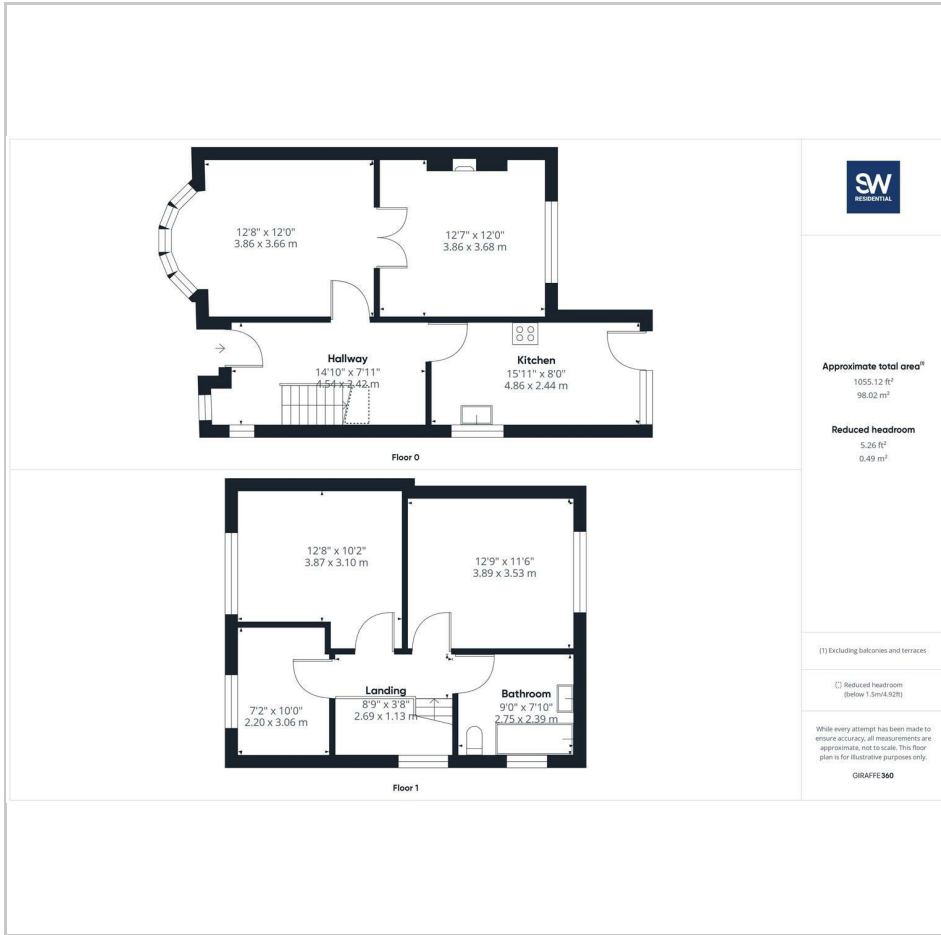 12'8" x 12'0"
3.86 x 3.66 m
12'7" x 12'0"
3.86 x 3.68 m
Hallway
14'10" x 7'11"
4.54 x 2.42 m
Kitchen
15'11" x 8'0"
4.86 x 2.44 m
Floor 0
12'8" x 10'2"
3.87 x 3.10 m
12'9" x 11'6"
3.89 x 3.53 m
7'2" x 10'0"
2.20 x 3.06 m
Landing
8'9" x 3'8"
2.69 x 1.13 m
Bathroom
9'0" x 7'10"
2.75 x 2.39 m
Floor 1
SW
RESIDENTIAL
Approximate total area(1)
1055.12 ft²
98.02 m²
Reduced headroom
5.26 ft²
0.49 m²
(1) Excluding balconies and terraces
Reduced headroom
(below 1.5m/4.92ft)
While every attempt has been made to
ensure accuracy, all measurements are
approximate, not to scale. This floor
plan is for illustrative purposes only.
GIRAFFE360